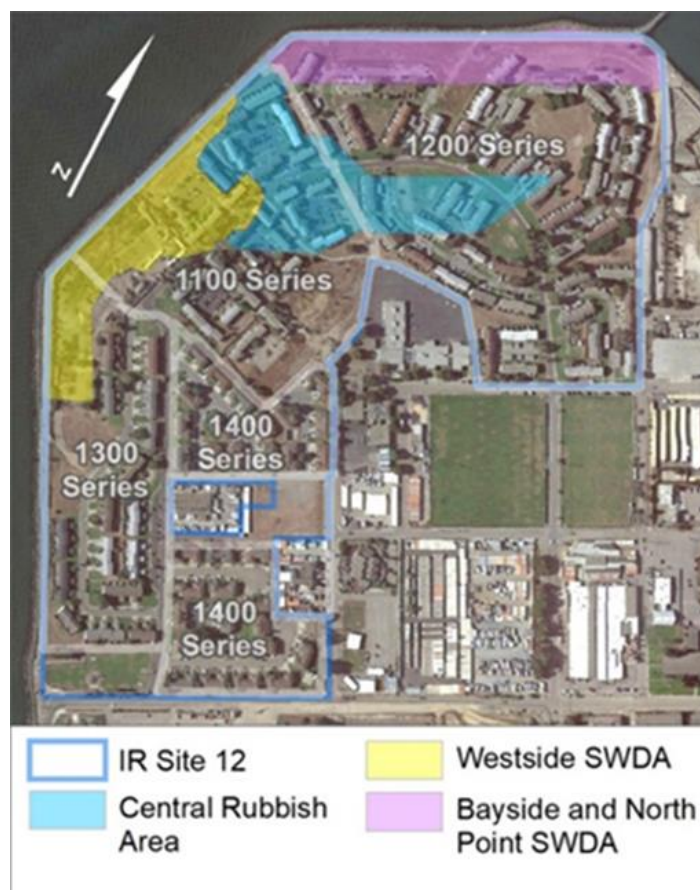 N
1200 Series
1100 Series
1400
Series
1300
Series
1400
Series
IR Site 12
Westside SWDA
Central Rubbish
Area
Bayside and North
Point SWDA